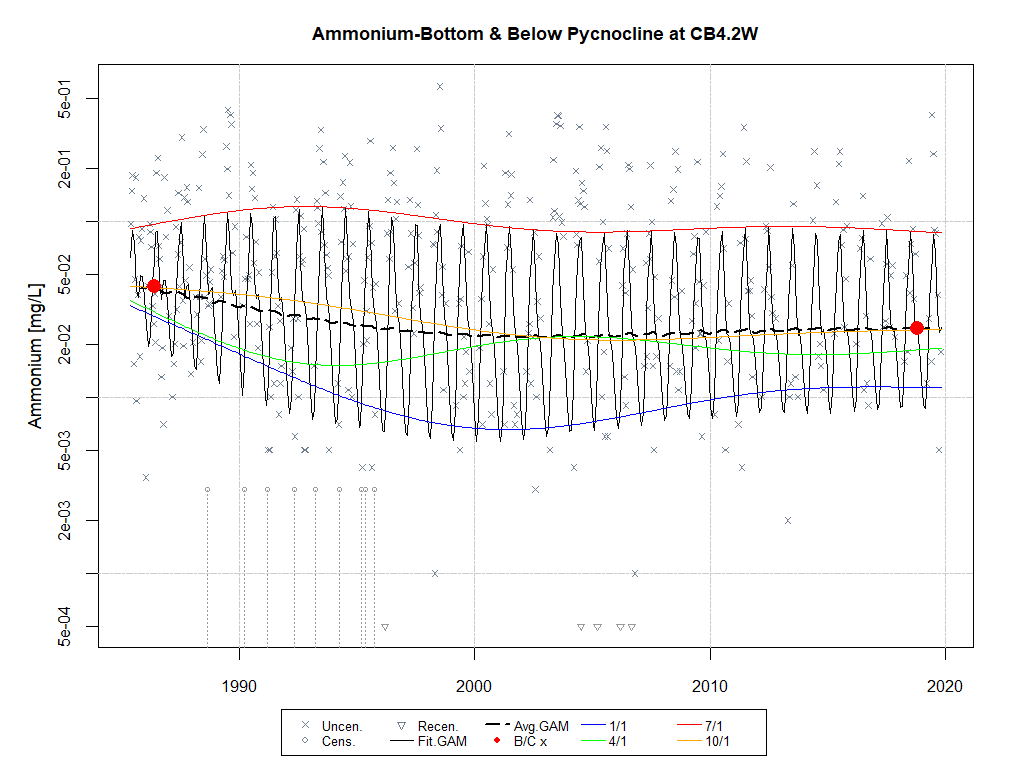 Ammonium-Bottom & Below Pycnocline at CB4.2W
Ammonium [mg/L]
5e-01
2e-01
5e-02
2e-02
5e-03
2e-03
5e-04
1990 2000 2010 2020
Uncen. Recen. Avg.GAM 1/1 7/1
Cens. Fit.GAM B/C x 4/1 10/1